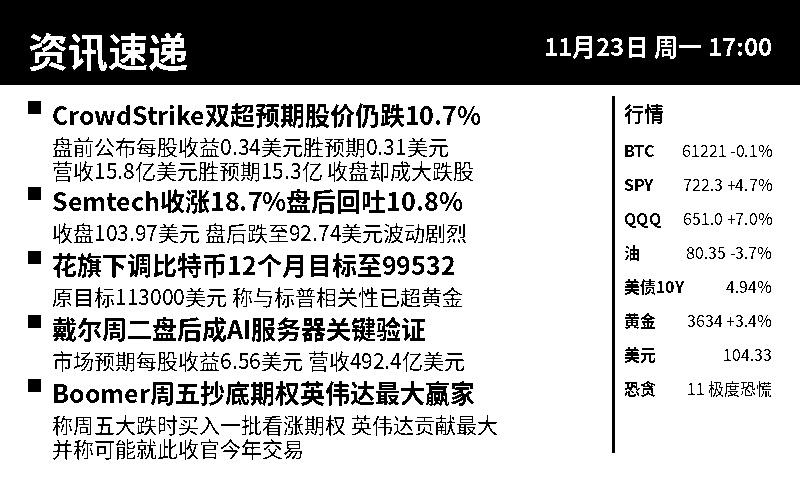 资讯速递
11月23日 周一 17:00
CrowdStrike双超预期股价仍跌10.7%
盘前公布每股收益0.34美元胜预期0.31美元
营收15.8亿美元胜预期15.3亿 收盘却成大跌股
Semtech收涨18.7%盘后回吐10.8%
收盘103.97美元 盘后跌至92.74美元波动剧烈
花旗下调比特币12个月目标至99532
原目标113000美元 称与标普相关性已超黄金
戴尔周二盘后成AI服务器关键验证
市场预期每股收益6.56美元 营收492.4亿美元
Boomer周五抄底期权英伟达最大赢家
称周五大跌时买入一批看涨期权 英伟达贡献最大
并称可能就此收官今年交易
行情
BTC 61221 -0.1%
SPY 722.3 +4.7%
QQQ 651.0 +7.0%
油 80.35 -3.7%
美债10Y 4.94%
黄金 3634 +3.4%
美元 104.33
恐贪 11 极度恐慌